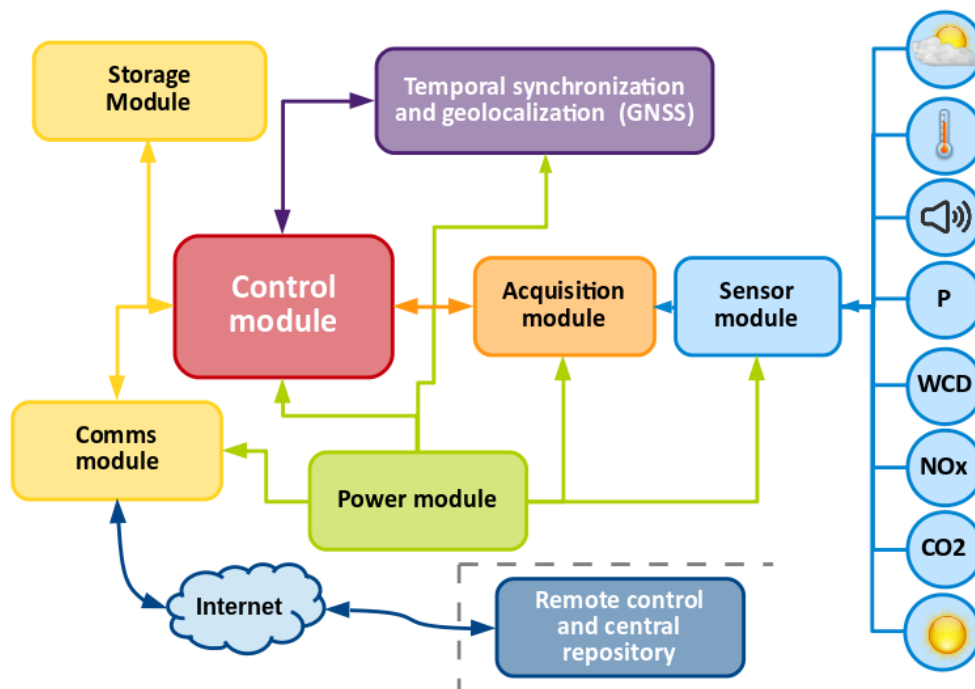 Storage
Module
Temporal synchronization
and geolocalization (GNSS)
Control
module
Acquisition
module
Sensor
module
P
WCD
NOx
CO2
Comms
module
Power module
Internet
Remote control
and central
repository